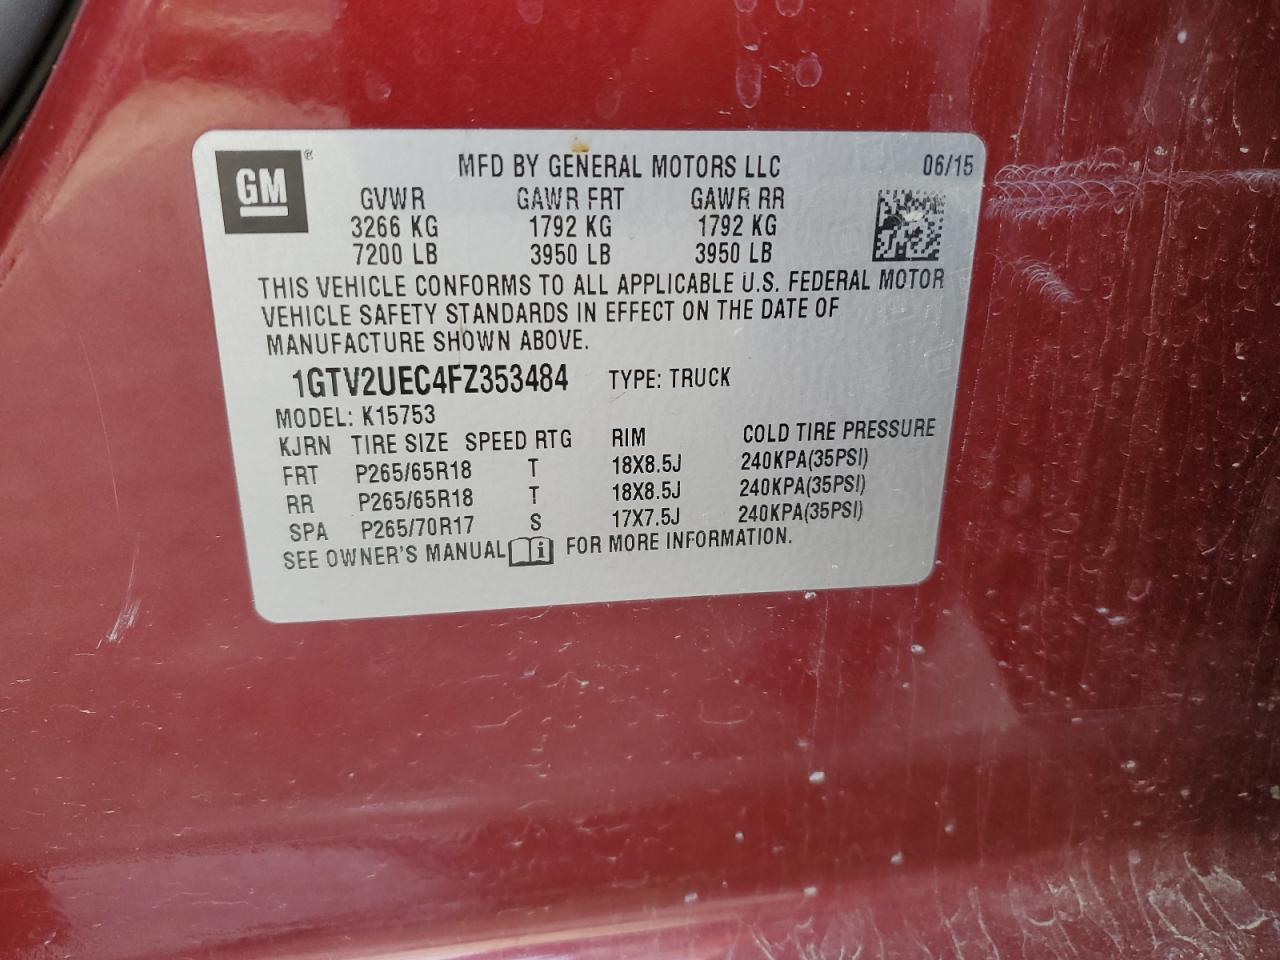 GM ®
MFD BY GENERAL MOTORS LLC 06/15
GVWR GAWR FRT GAWR RR
3266 KG 1792 KG 1792 KG
7200 LB 3950 LB 3950 LB
THIS VEHICLE CONFORMS TO ALL APPLICABLE U.S. FEDERAL MOTOR
VEHICLE SAFETY STANDARDS IN EFFECT ON THE DATE OF
MANUFACTURE SHOWN ABOVE.
1GTV2UEC4FZ353484 TYPE: TRUCK
MODEL: K15753
KJRN TIRE SIZE SPEED RTG RIM COLD TIRE PRESSURE
FRT P265/65R18 T 18X8.5J 240KPA(35PSI)
RR P265/65R18 T 18X8.5J 240KPA(35PSI)
SPA P265/70R17 S 17X7.5J 240KPA(35PSI)
SEE OWNER'S MANUAL i FOR MORE INFORMATION.